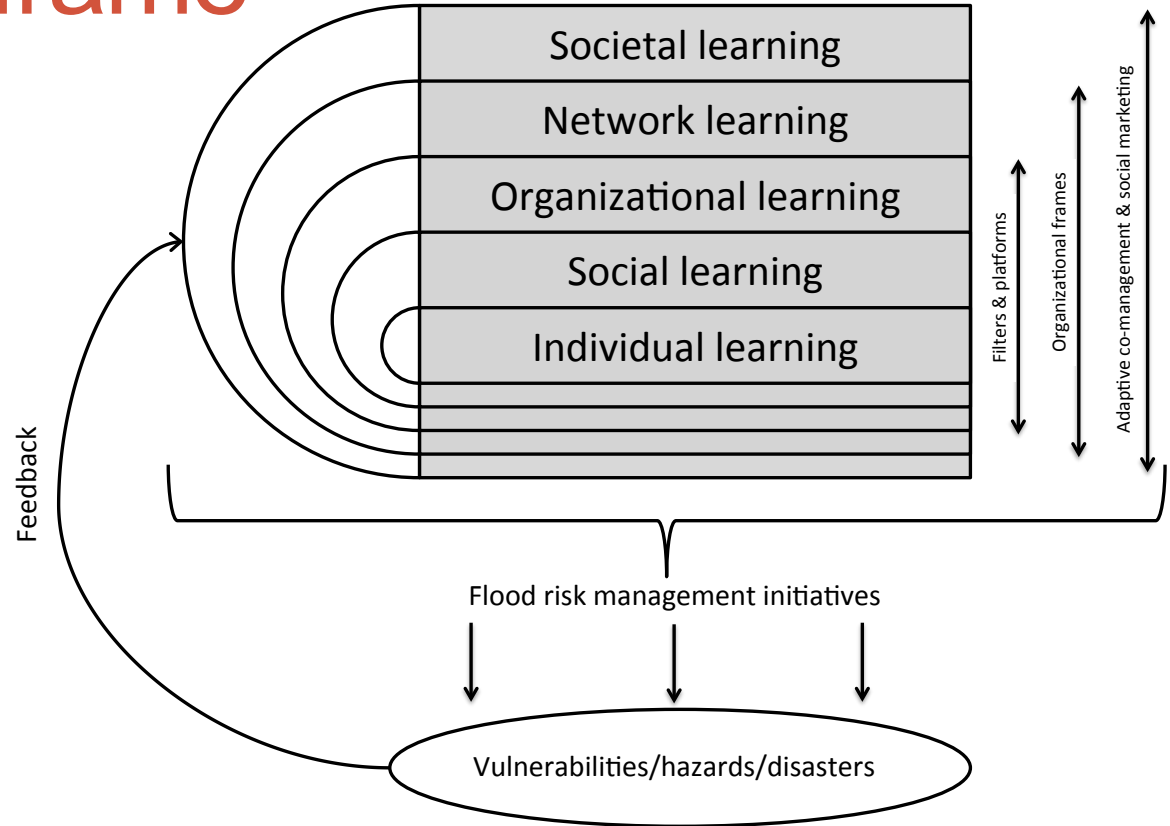 frame
Societal learning
Network learning
Organizational learning
Social learning
Individual learning
Filters & platforms
Organizational frames
Adaptive co-management & social marketing
Feedback
Flood risk management initiatives
Vulnerabilities/hazards/disasters